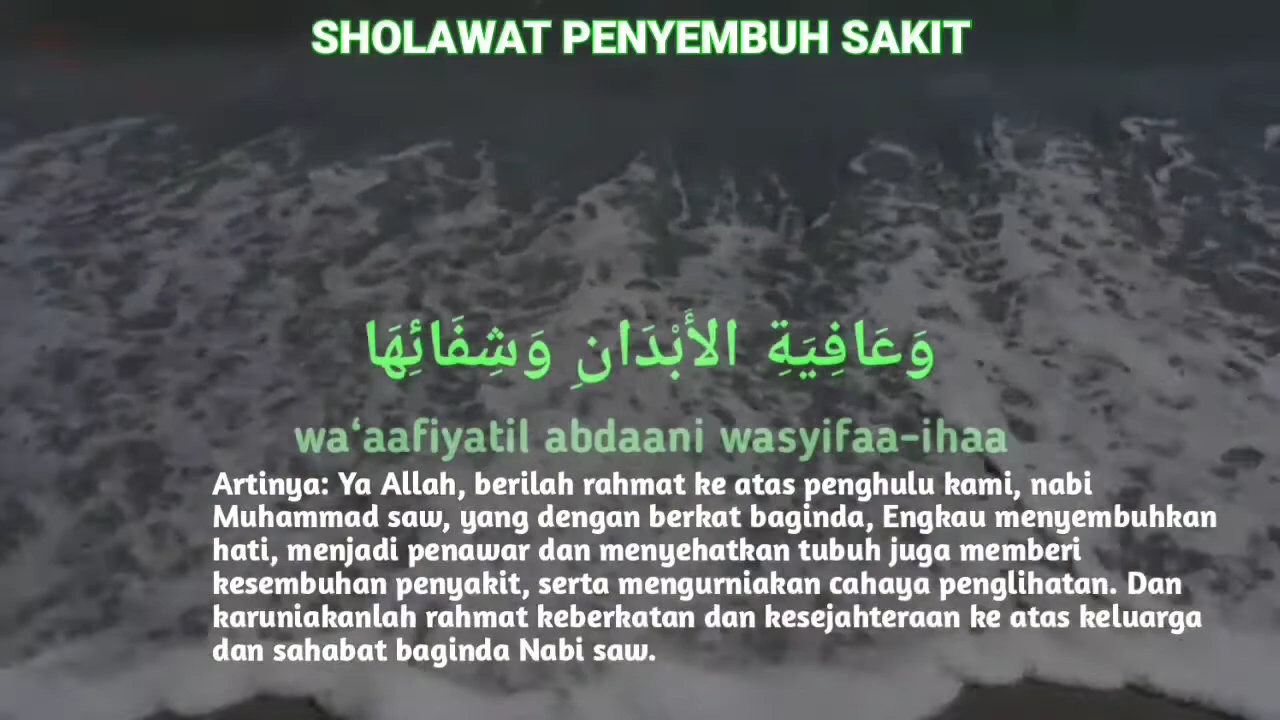 SHOLAWAT PENYEMBUH SAKIT
وَعَافِيَةِ الأَبْدَانِ وَشِفَائِهَا
wa‘aafiyatil abdaani wasyifaa-ihaa
Artinya: Ya Allah, berilah rahmat ke atas penghulu kami, nabi
Muhammad saw, yang dengan berkat baginda, Engkau menyembuhkan
hati, menjadi penawar dan menyehatkan tubuh juga memberi
kesembuhan penyakit, serta mengurniakan cahaya penglihatan. Dan
karuniakanlah rahmat keberkatan dan kesejahteraan ke atas keluarga
dan sahabat baginda Nabi saw.